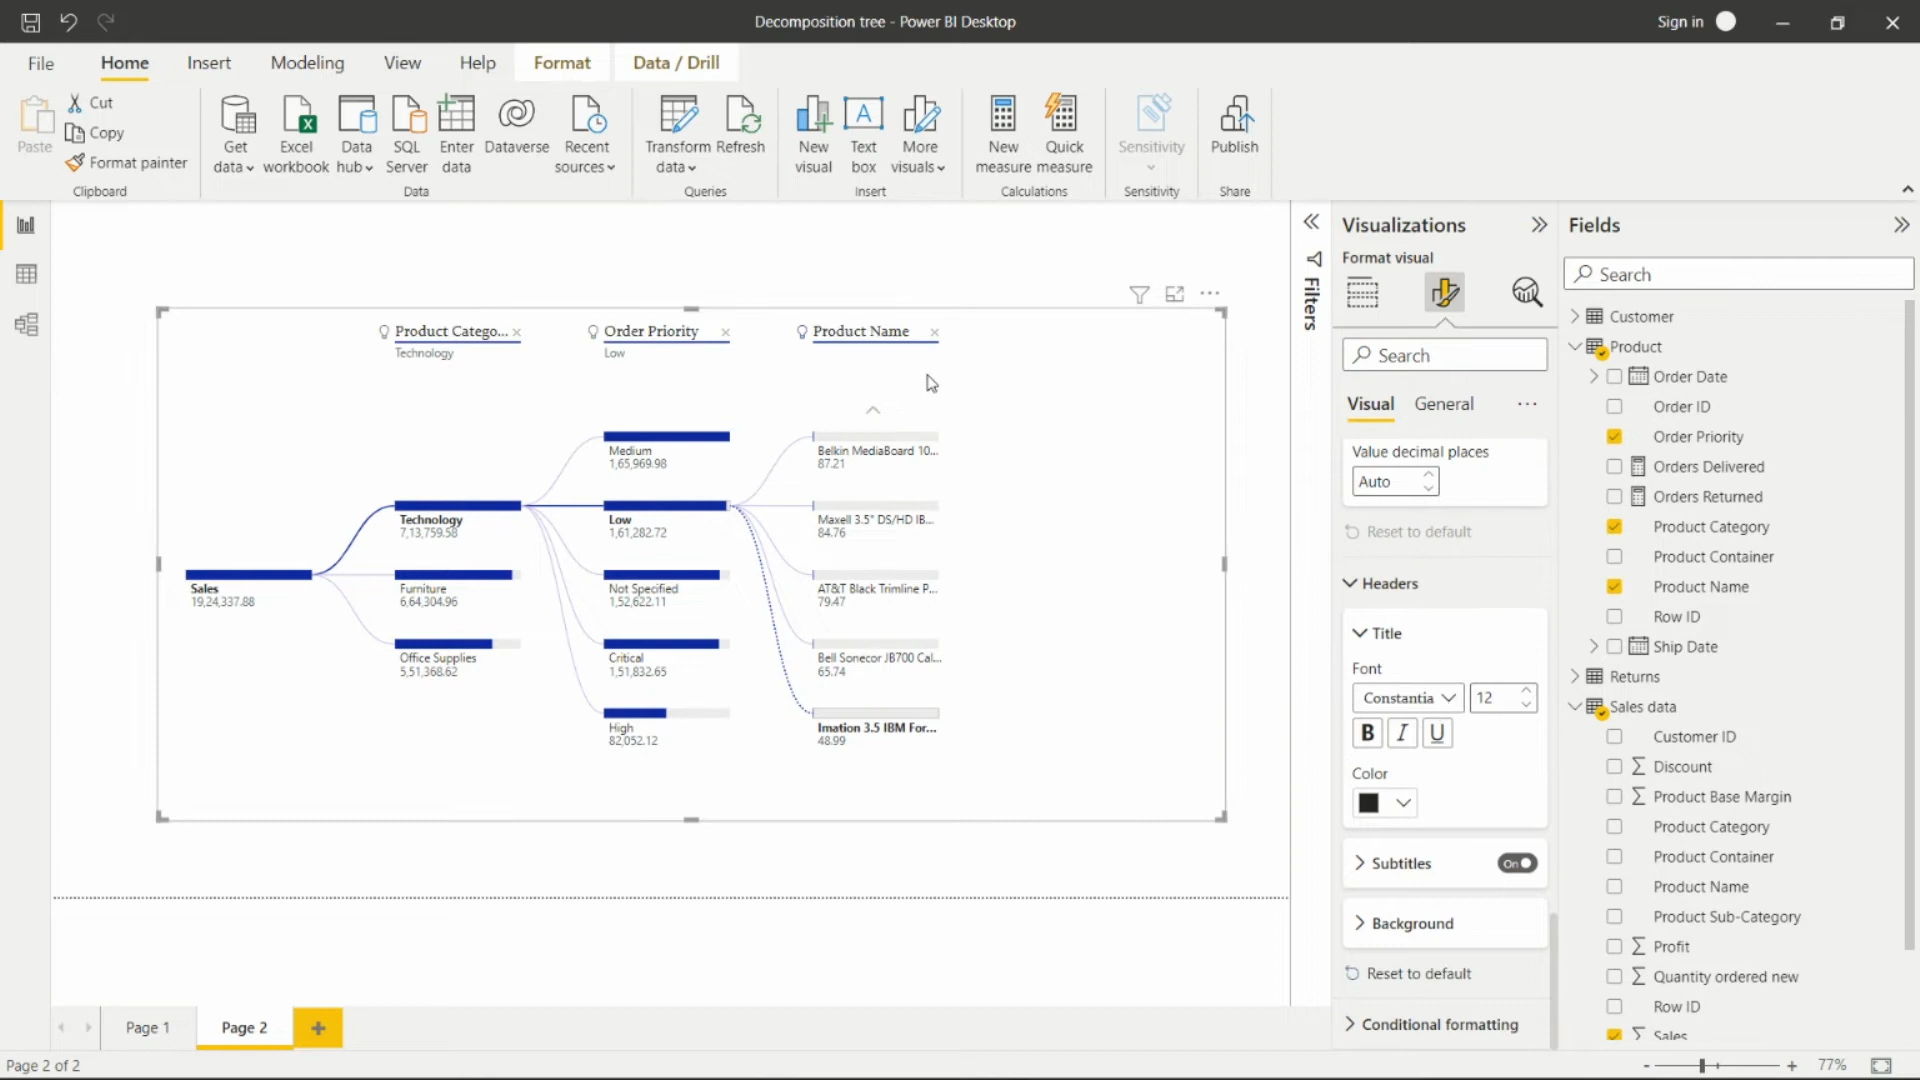 Decomposition tree - Power BI Desktop
Sign in
File Home Insert Modeling View Help Format Data / Drill
Paste
Cut
Copy
Format painter
Clipboard
Get data
Excel workbook
Data hub
SQL Server
Enter data
Dataverse
Recent sources
Data
Transform data
Refresh
Queries
New visual
Text box
More visuals
Insert
New measure
Quick measure
Calculations
Sensitivity
Sensitivity
Publish
Share
Product Catego...
Technology
Order Priority
Low
Product Name
Sales
19,24,337.88
Technology
7,13,759.58
Furniture
6,64,304.96
Office Supplies
5,51,368.62
Medium
1,65,969.98
Low
1,61,282.72
Not Specified
1,52,622.11
Critical
1,51,832.65
High
82,052.12
Belkin MediaBoard 10...
87.21
Maxell 3.5" DS/HD IB...
84.76
AT&T Black Trimline P...
79.47
Bell Sonecor JB700 Cal...
65.74
Imation 3.5 IBM For...
48.99
Filters
Visualizations
Format visual
Search
Visual General
Value decimal places
Auto
Reset to default
Headers
Title
Font
Constantia 12
B I U
Color
Subtitles On
Background
Reset to default
Conditional formatting
Fields
Search
Customer
Product
Order Date
Order ID
Order Priority
Orders Delivered
Orders Returned
Product Category
Product Container
Product Name
Row ID
Ship Date
Returns
Sales data
Customer ID
Discount
Product Base Margin
Product Category
Product Container
Product Name
Product Sub-Category
Profit
Quantity ordered new
Row ID
Sales
Page 1 Page 2
Page 2 of 2
77%